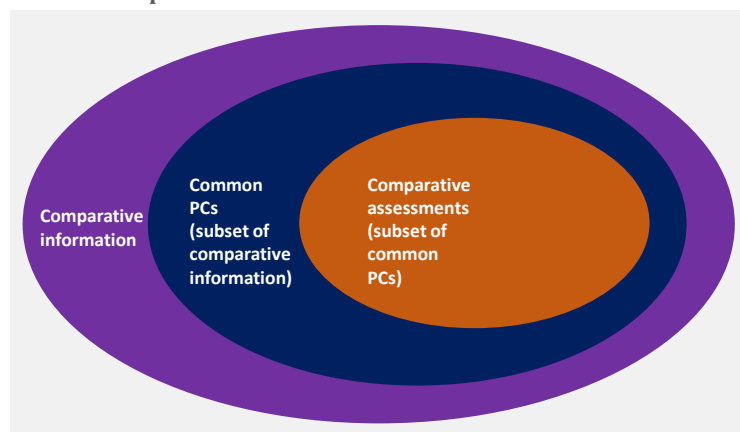 Comparative
information
Common
PCs
(subset of
comparative
information)
Comparative
assessments
(subset of
common
PCs)